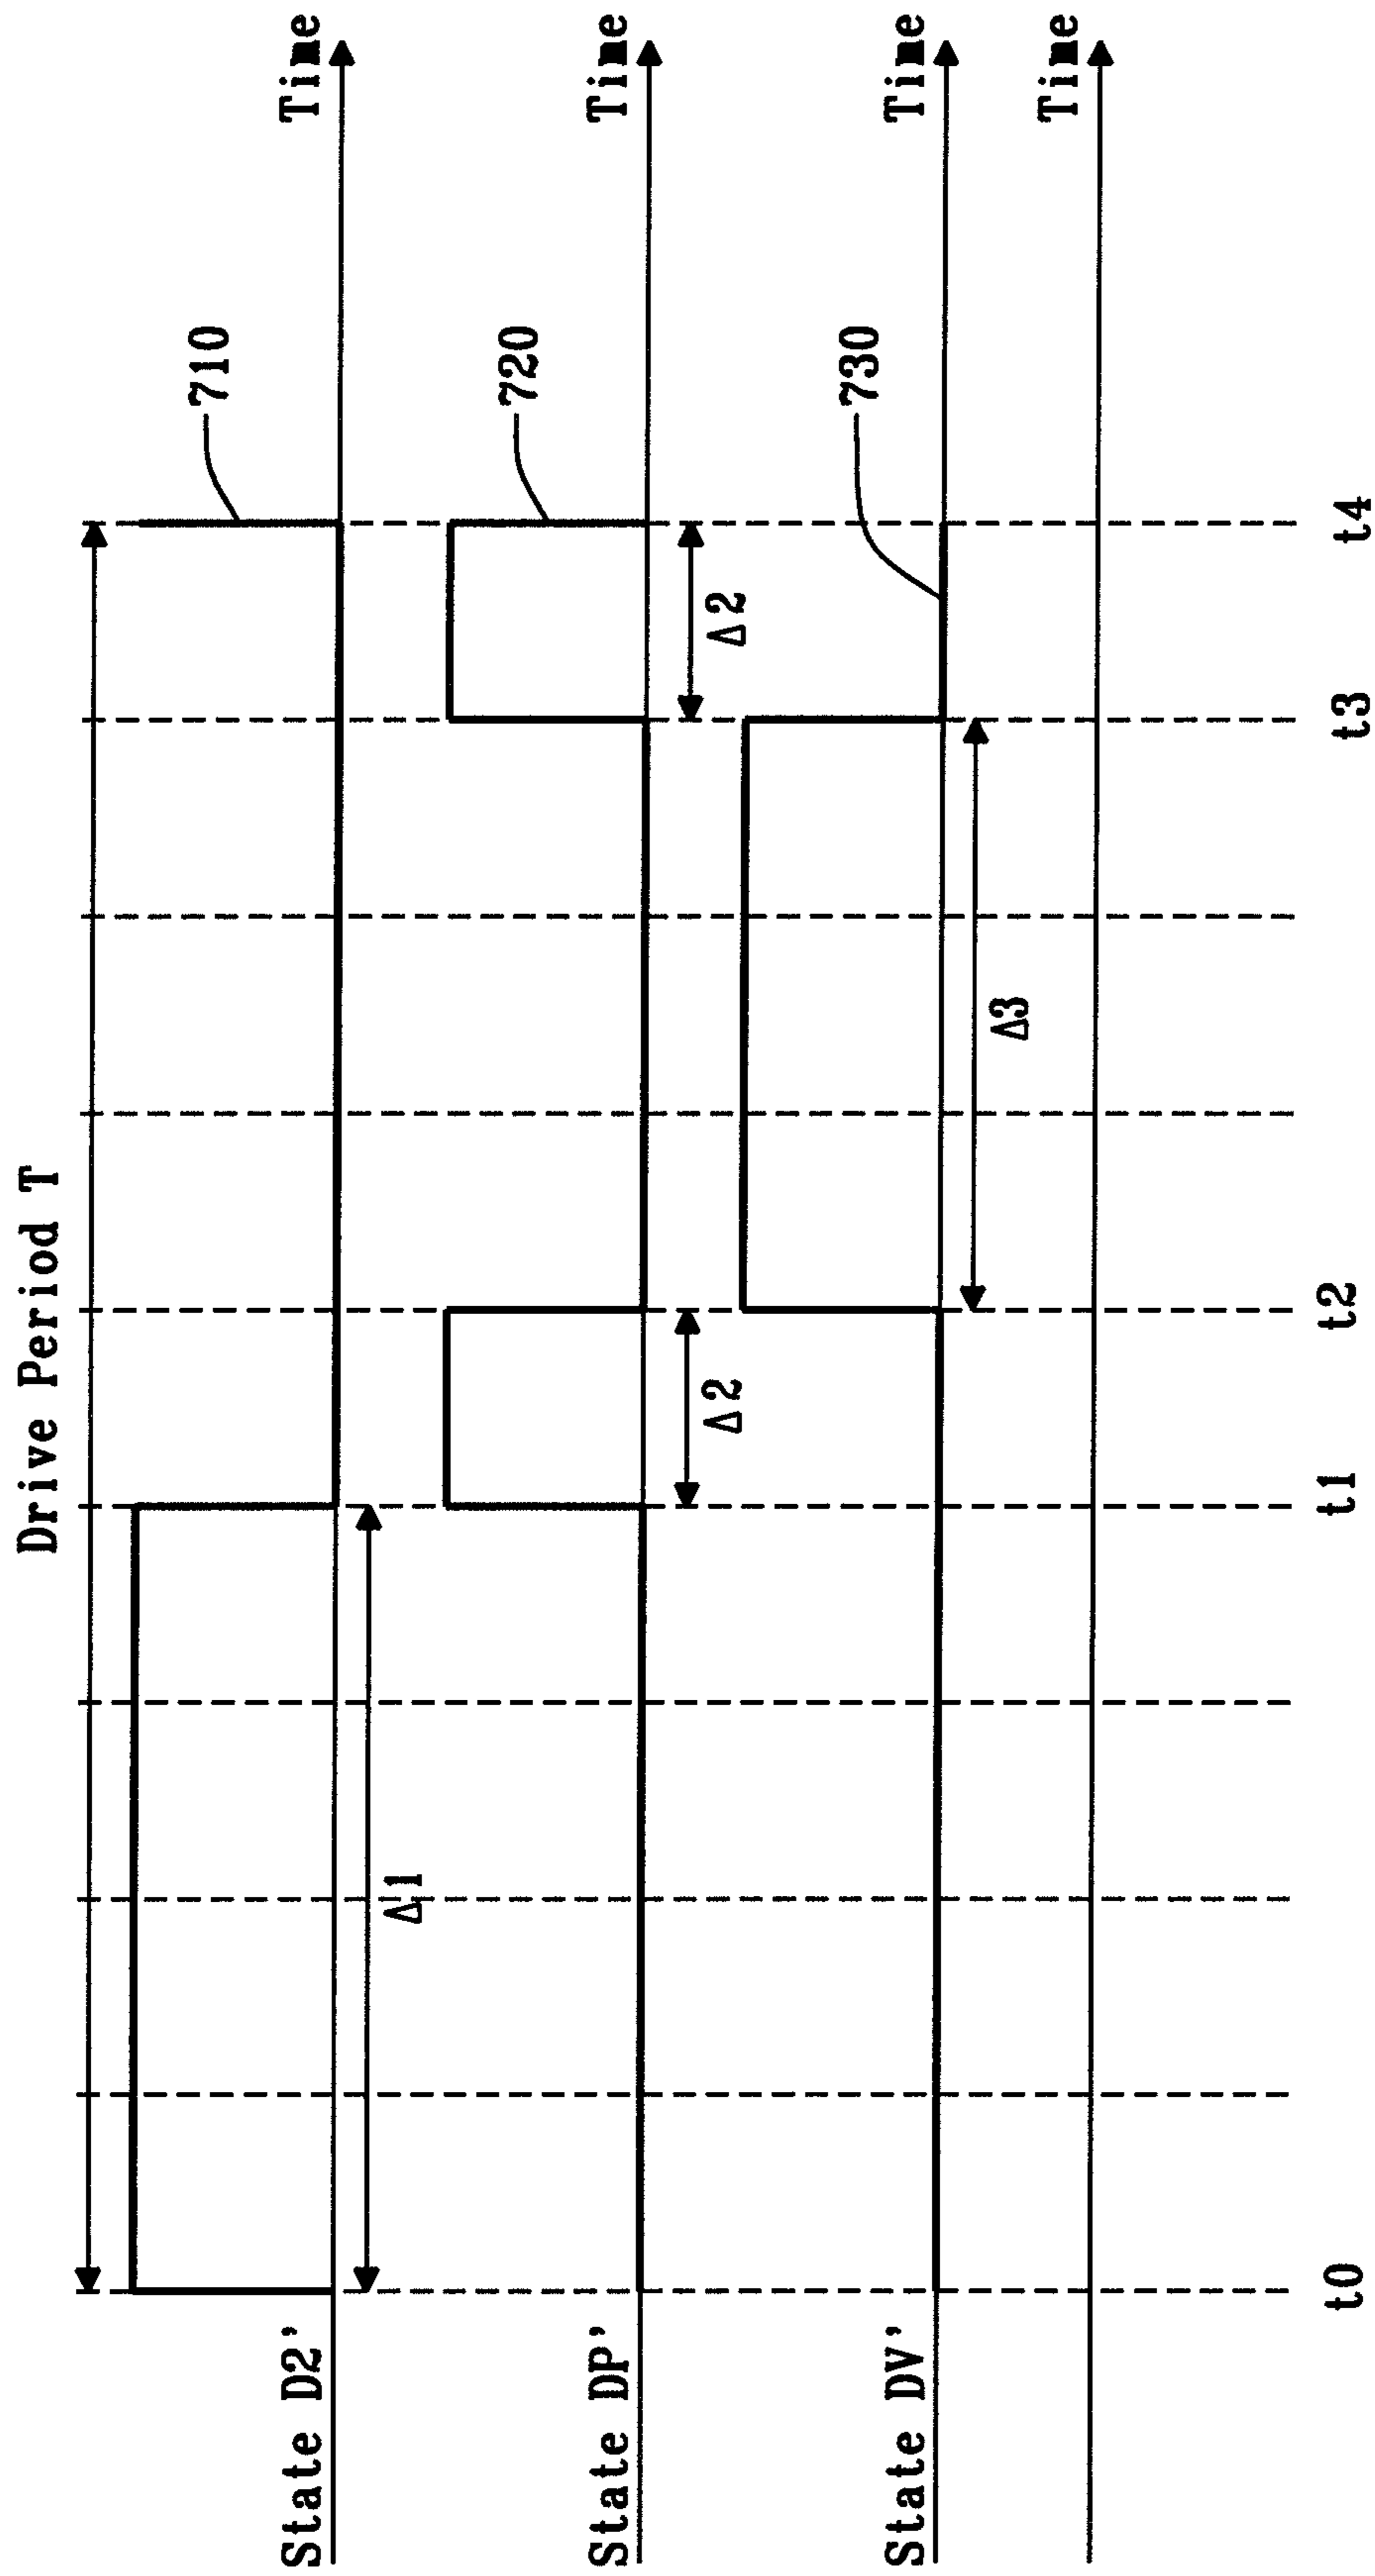 Drive Period T
State D2'
Time
710
Δ1
State DP'
Time
720
Δ2
Δ2
State DV'
Time
730
Δ3
Time
t0
t1
t2
t3
t4